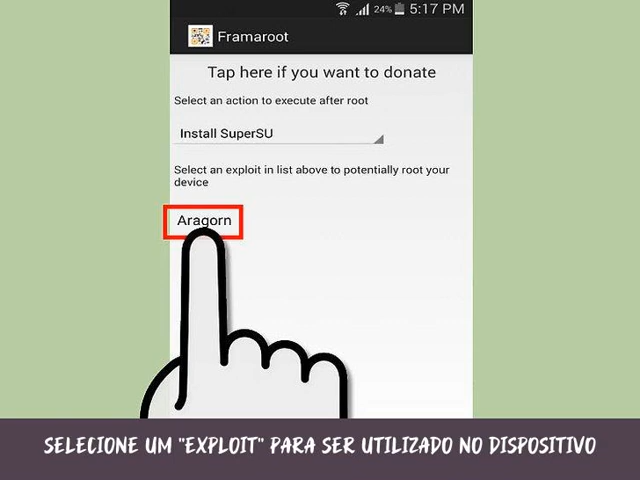 24% 5:17 PM
Framaroot
Tap here if you want to donate
Select an action to execute after root
Install SuperSU
Select an exploit in list above to potentially root your
device
Aragorn
SELECIONE UM "EXPLOIT" PARA SER UTILIZADO NO DISPOSITIVO